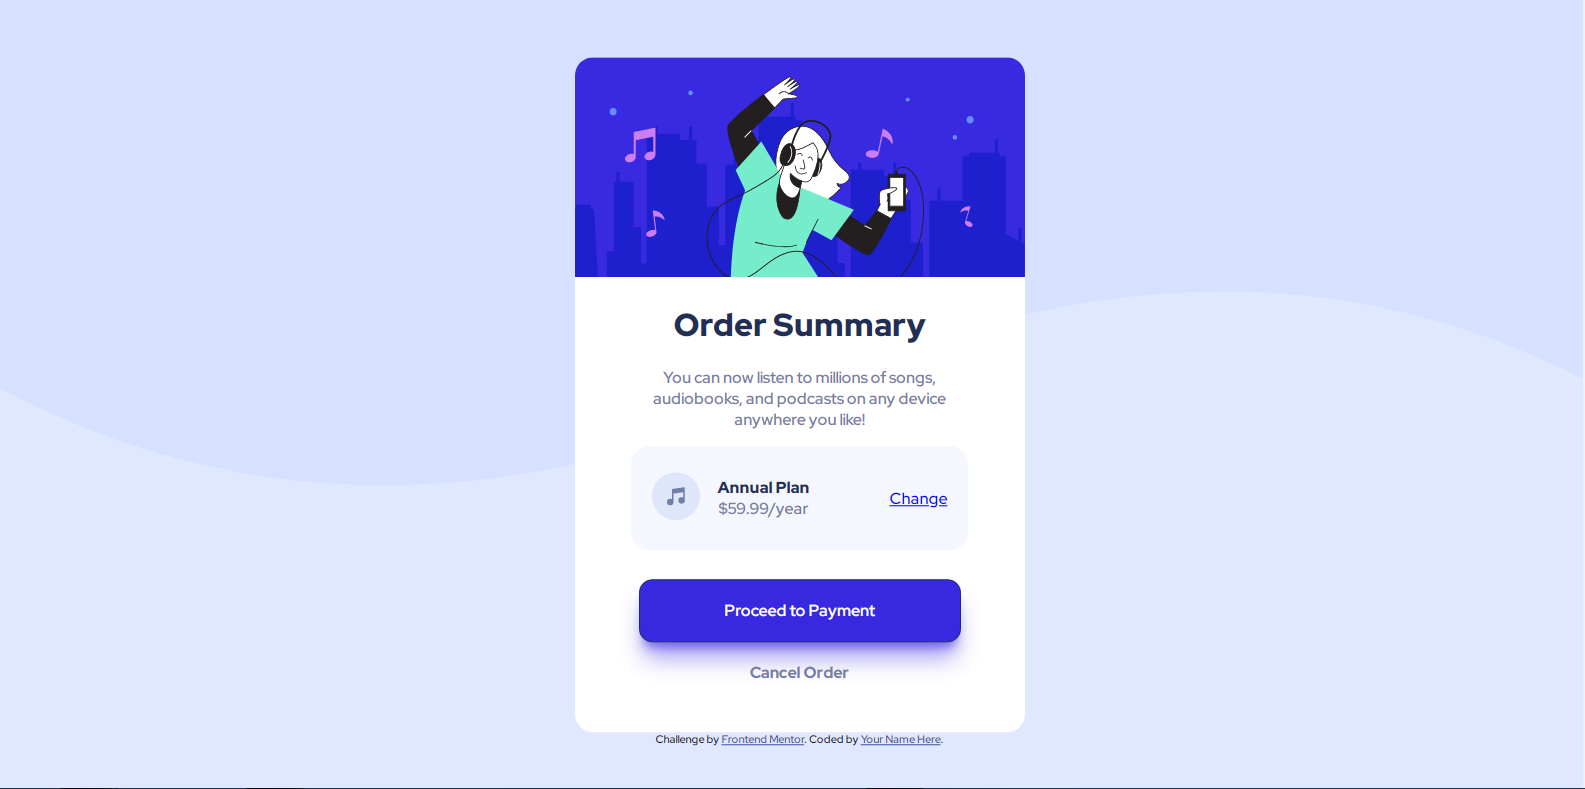 Order Summary
You can now listen to millions of songs,
audiobooks, and podcasts on any device
anywhere you like!
Annual Plan
$59.99/year
Change
Proceed to Payment
Cancel Order
Challenge by Frontend Mentor. Coded by Your Name Here.